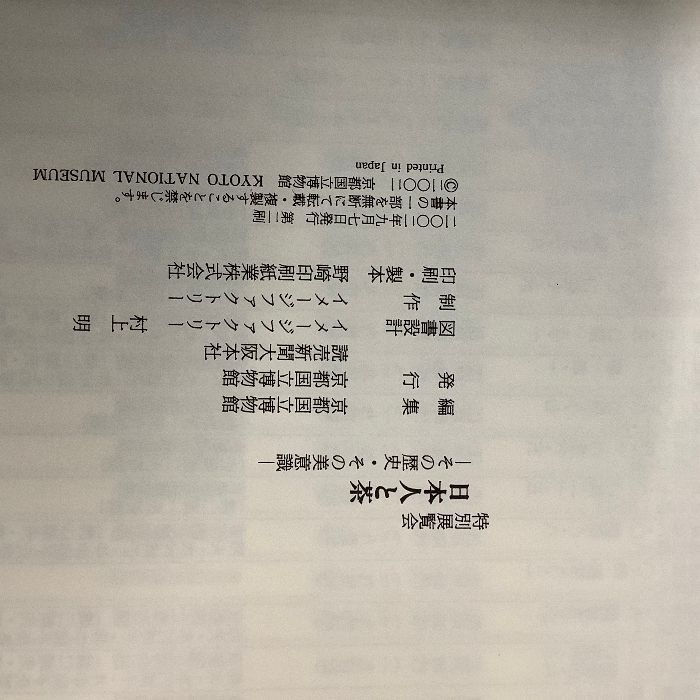 特別展覧会
日本人と茶
―その歴史・その美意識―
編集 京都国立博物館
発行 京都国立博物館
読売新聞大阪本社
図書設計 イメージファクトリー 村上 明
制作 イメージファクトリー
印刷・製本 野崎印刷紙業株式会社
二〇〇二年九月七日発行 第一刷
本書の一部を無断にて転載・複製することを禁じます。
©二〇〇二 京都国立博物館 KYOTO NATIONAL MUSEUM
Printed in Japan